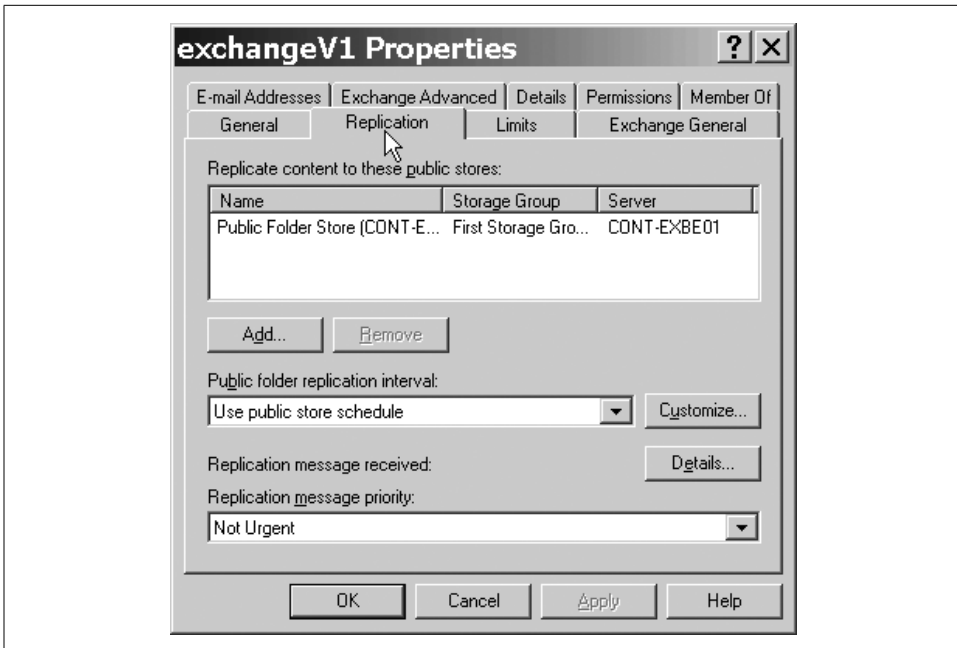 exchangeV1 Properties ? X
E-mail Addresses Exchange Advanced Details Permissions Member Of
General Replication Limits Exchange General
Replicate content to these public stores:
Name Storage Group Server
Public Folder Store (CONT-E... First Storage Gro... CONT-EXBE01
Add... Remove
Public folder replication interval:
Use public store schedule Customize...
Replication message received: Details...
Replication message priority:
Not Urgent
OK Cancel Apply Help